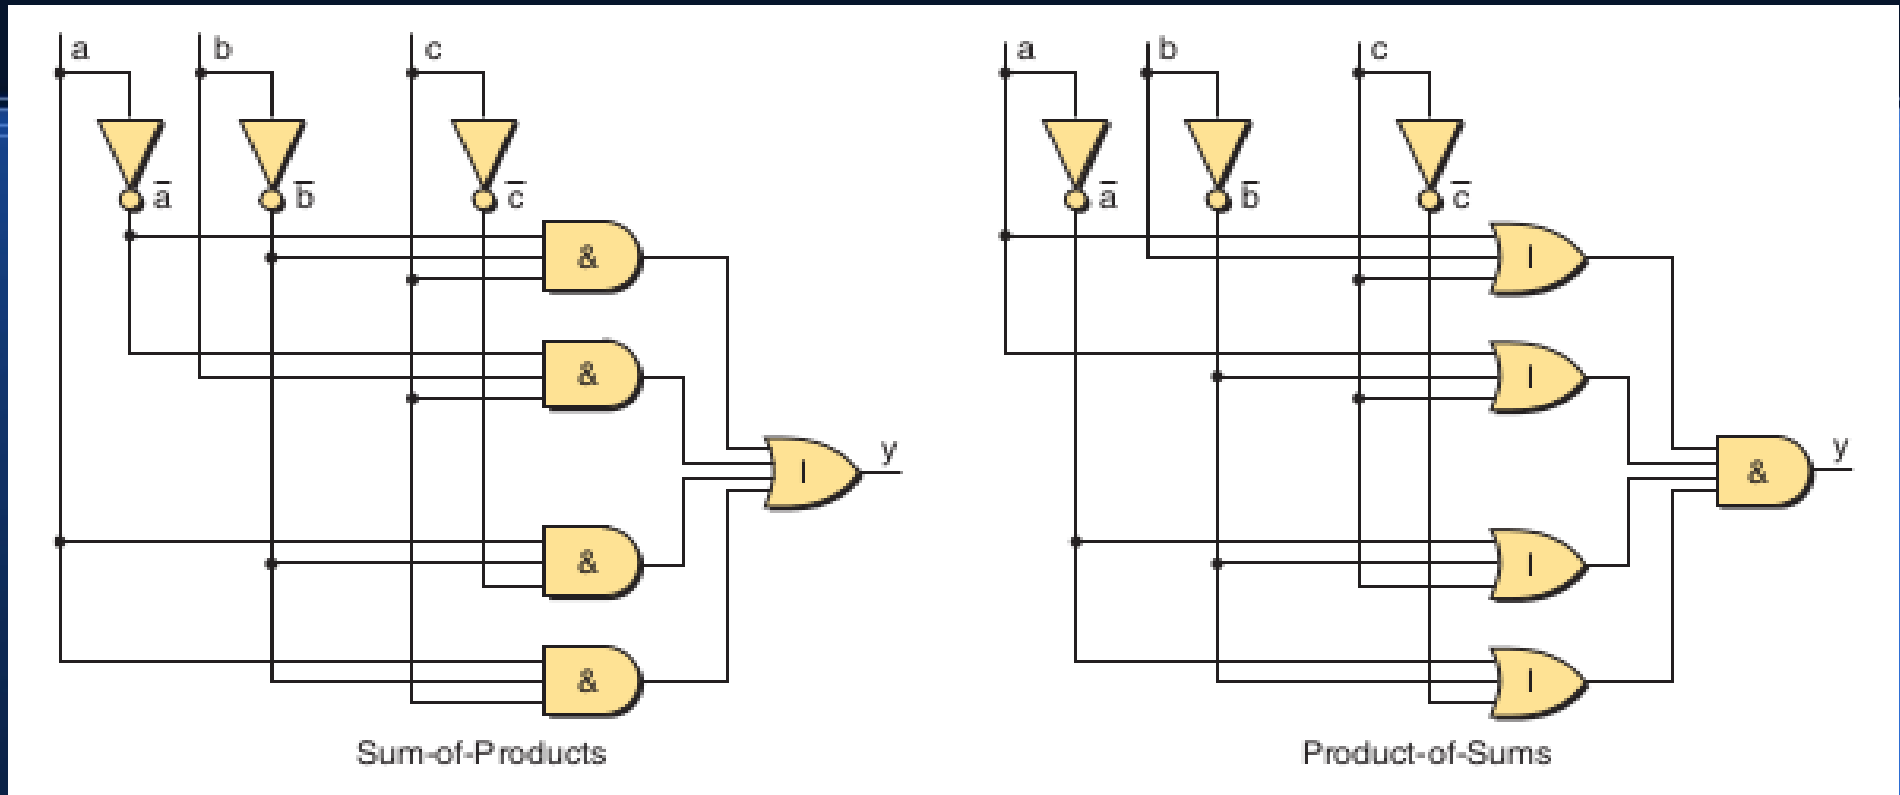 a b c
a̅ b̅ c̅
&
&
&
&
|
y
Sum-of-Products
a b c
a̅ b̅ c̅
|
|
|
|
&
y
Product-of-Sums